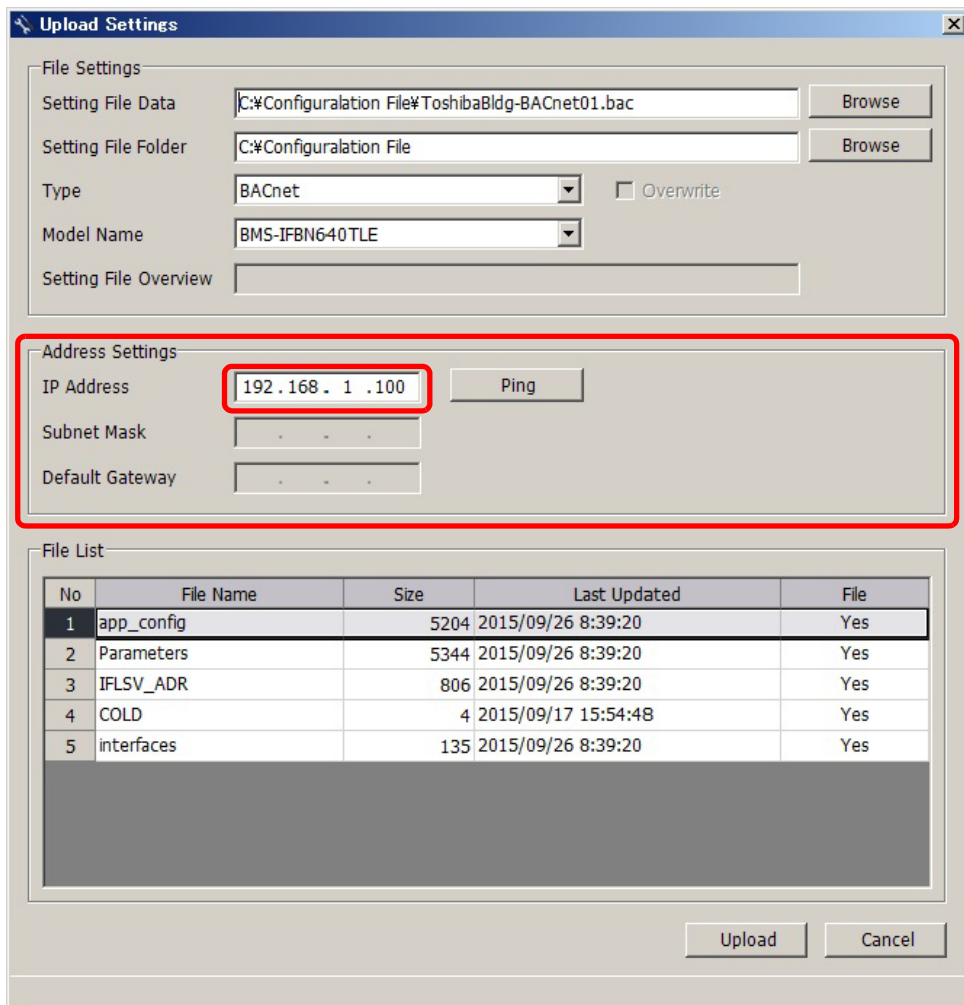 Upload Settings
File Settings
Setting File Data C:¥Configuralation File¥ToshibaBldg-BACnet01.bac Browse
Setting File Folder C:¥Configuralation File Browse
Type BACnet Overwrite
Model Name BMS-IFBN640TLE
Setting File Overview
Address Settings
IP Address 192.168. 1 .100 Ping
Subnet Mask . . .
Default Gateway . . .
File List
No File Name Size Last Updated File
1 app_config 5204 2015/09/26 8:39:20 Yes
2 Parameters 5344 2015/09/26 8:39:20 Yes
3 IFLSV_ADR 806 2015/09/26 8:39:20 Yes
4 COLD 4 2015/09/17 15:54:48 Yes
5 interfaces 135 2015/09/26 8:39:20 Yes
Upload Cancel